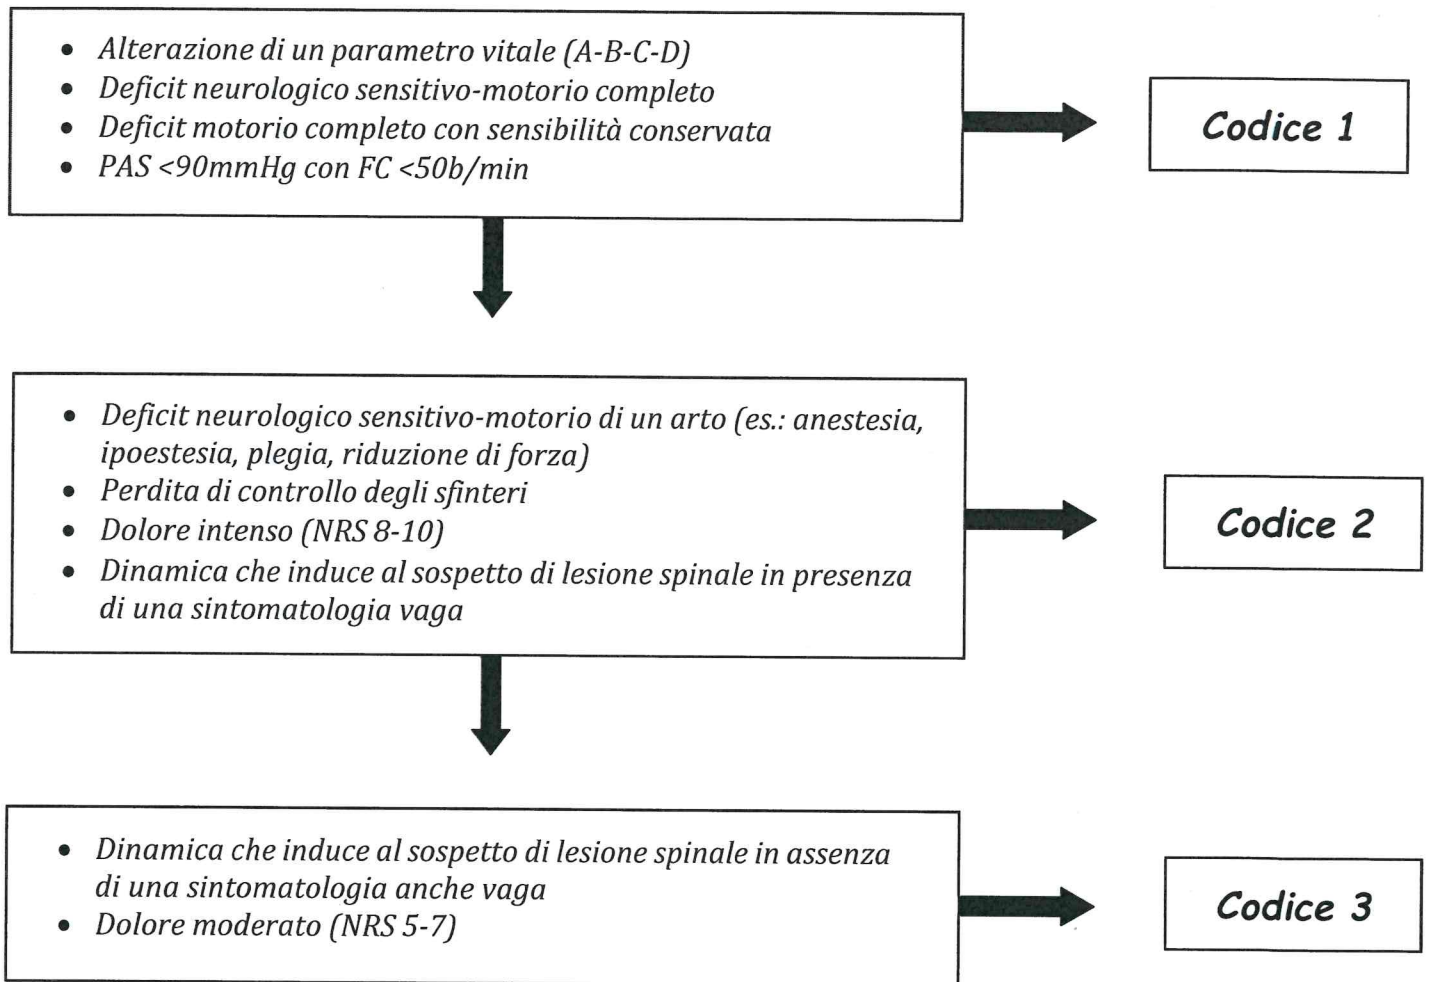 • Alterazione di un parametro vitale (A-B-C-D)
• Deficit neurologico sensitivo-motorio completo
• Deficit motorio completo con sensibilità conservata
• PAS <90mmHg con FC <50b/min
Codice 1
• Deficit neurologico sensitivo-motorio di un arto (es.: anestesia,
ipoestesia, plegia, riduzione di forza)
• Perdita di controllo degli sfinteri
• Dolore intenso (NRS 8-10)
• Dinamica che induce al sospetto di lesione spinale in presenza
di una sintomatologia vaga
Codice 2
• Dinamica che induce al sospetto di lesione spinale in assenza
di una sintomatologia anche vaga
• Dolore moderato (NRS 5-7)
Codice 3